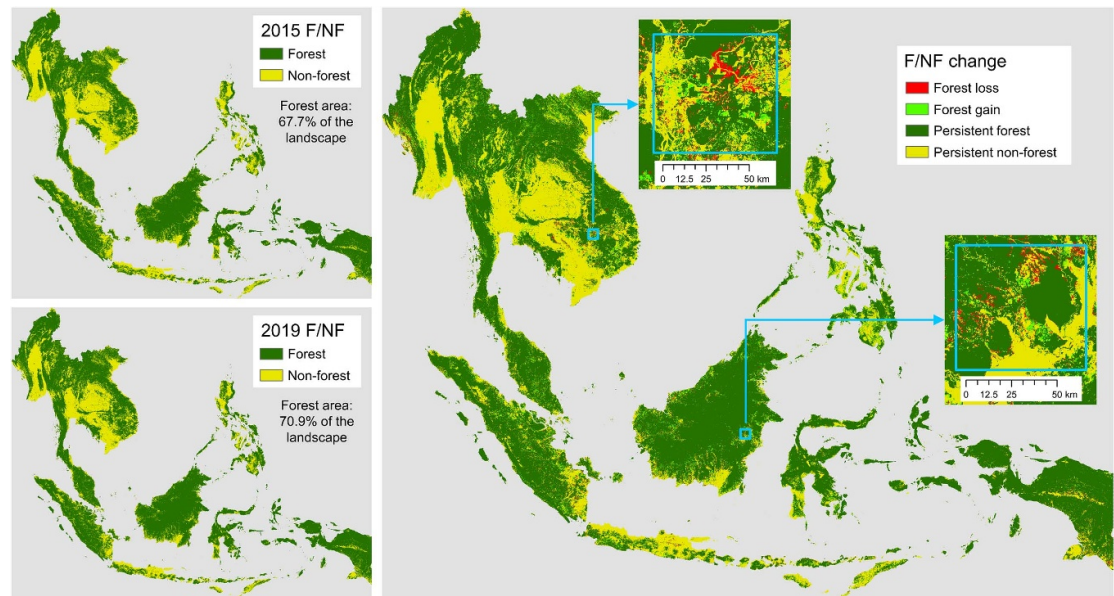 2015 F/NF
Forest
Non-forest
Forest area:
67.7% of the
landscape
2019 F/NF
Forest
Non-forest
Forest area:
70.9% of the
landscape
0 12.5 25 50 km
F/NF change
Forest loss
Forest gain
Persistent forest
Persistent non-forest
0 12.5 25 50 km